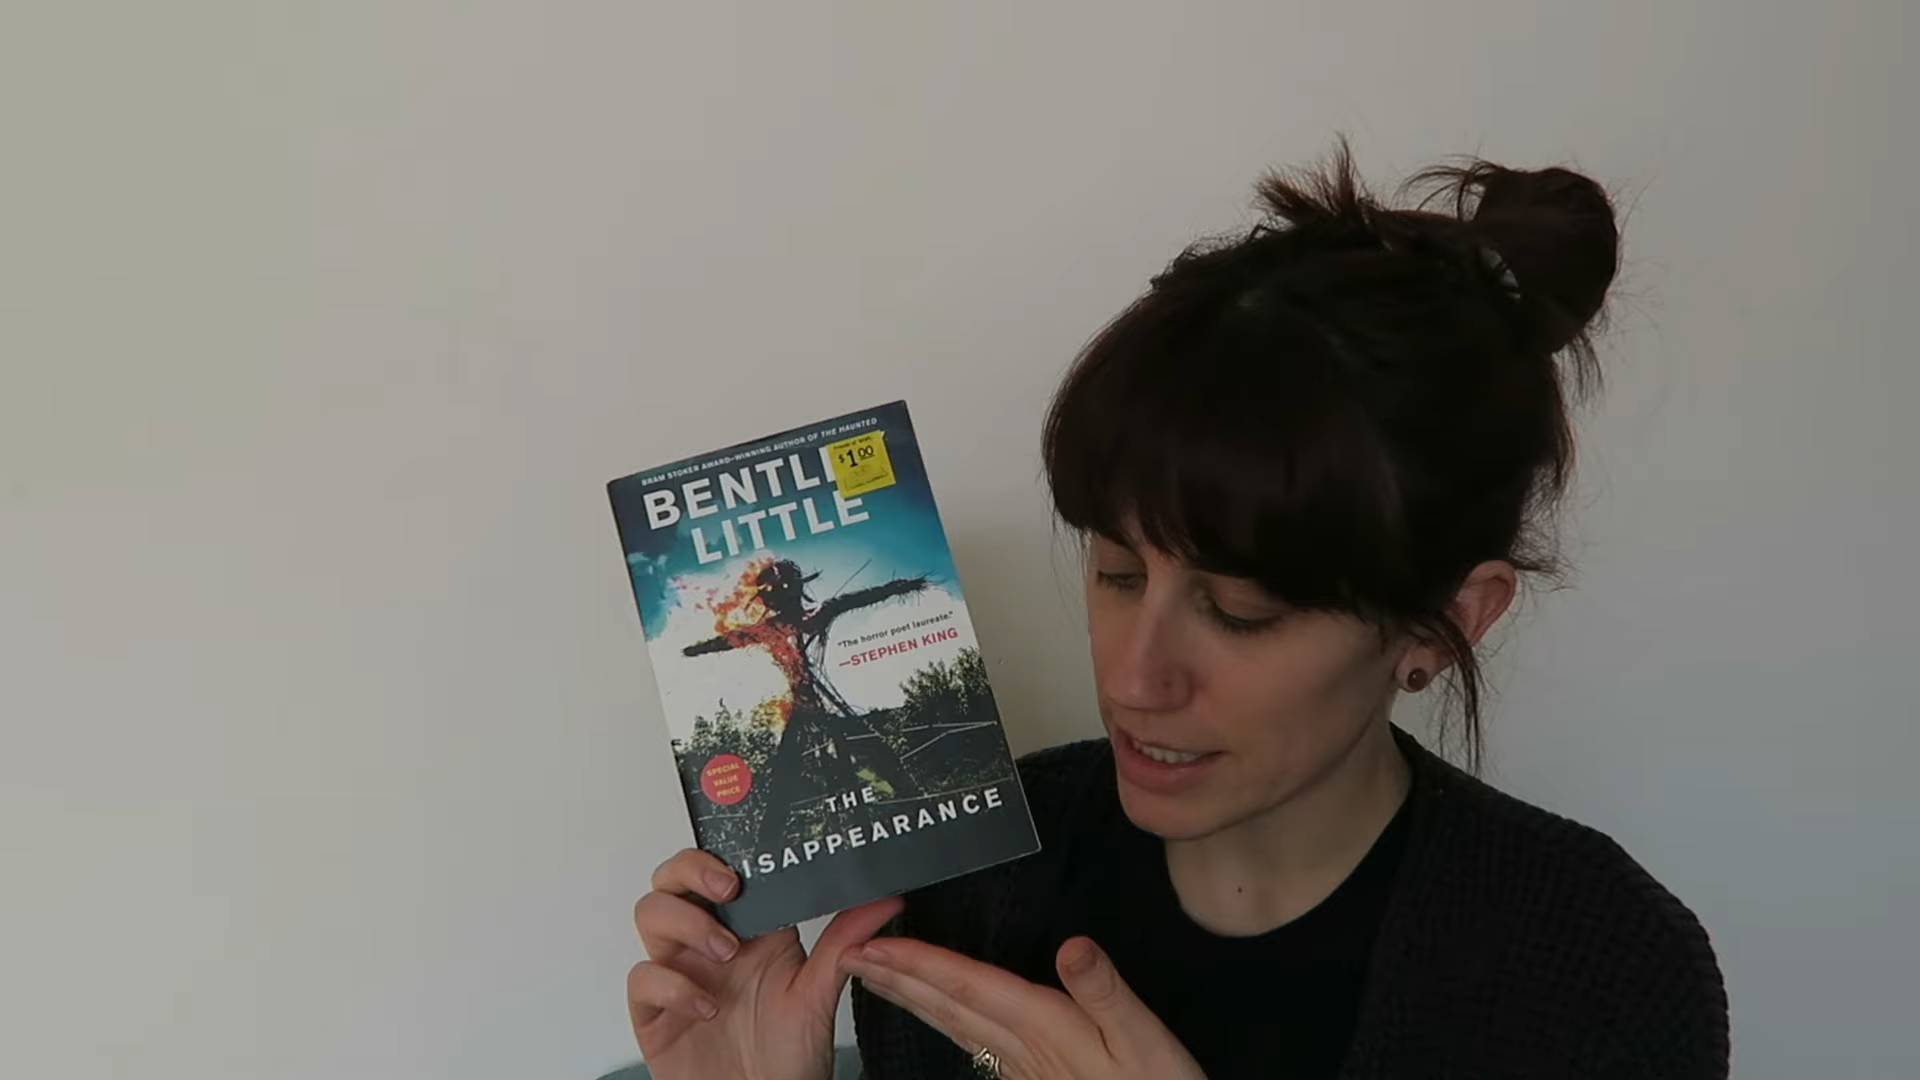 BRAM STOKER AWARD–WINNING AUTHOR OF THE HAUNTED
BENTL
LITTLE
$1.00
"The horror poet laureate."
—STEPHEN KING
SPECIAL
VALUE
PRICE
THE
ISAPPEARANCE